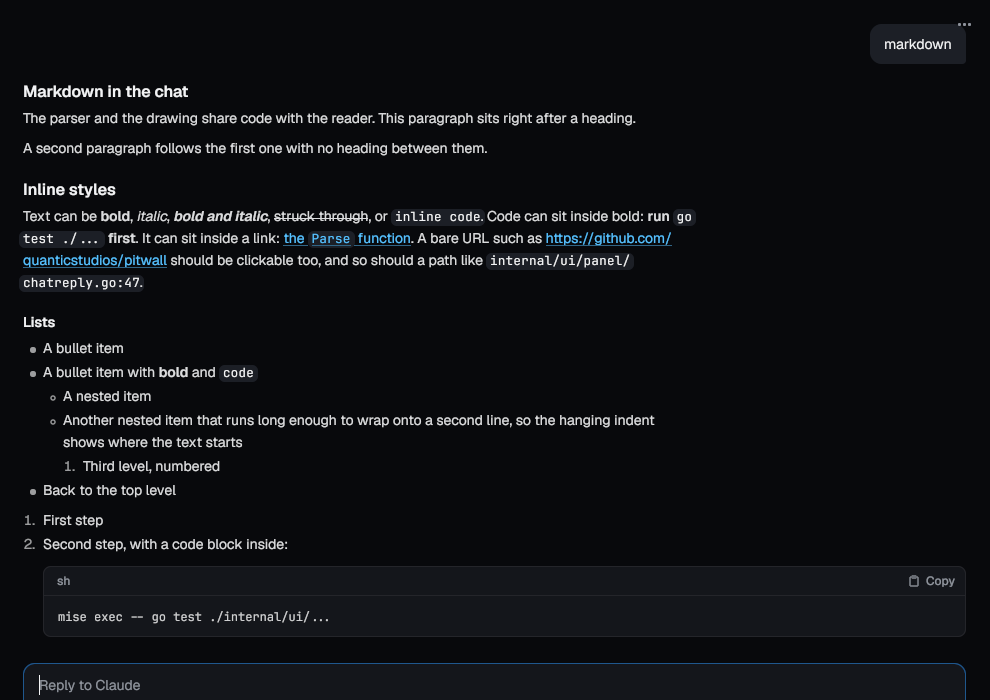 markdown
Markdown in the chat
The parser and the drawing share code with the reader. This paragraph sits right after a heading.
A second paragraph follows the first one with no heading between them.
Inline styles
Text can be bold, italic, bold and italic, struck through, or inline code. Code can sit inside bold: run go
test ./... first. It can sit inside a link: the Parse function. A bare URL such as https://github.com/
quanticstudios/pitwall should be clickable too, and so should a path like internal/ui/panel/
chatreply.go:47.
Lists
A bullet item
A bullet item with bold and code
A nested item
Another nested item that runs long enough to wrap onto a second line, so the hanging indent
shows where the text starts
1. Third level, numbered
Back to the top level
1. First step
2. Second step, with a code block inside:
sh Copy
mise exec -- go test ./internal/ui/...
Reply to Claude